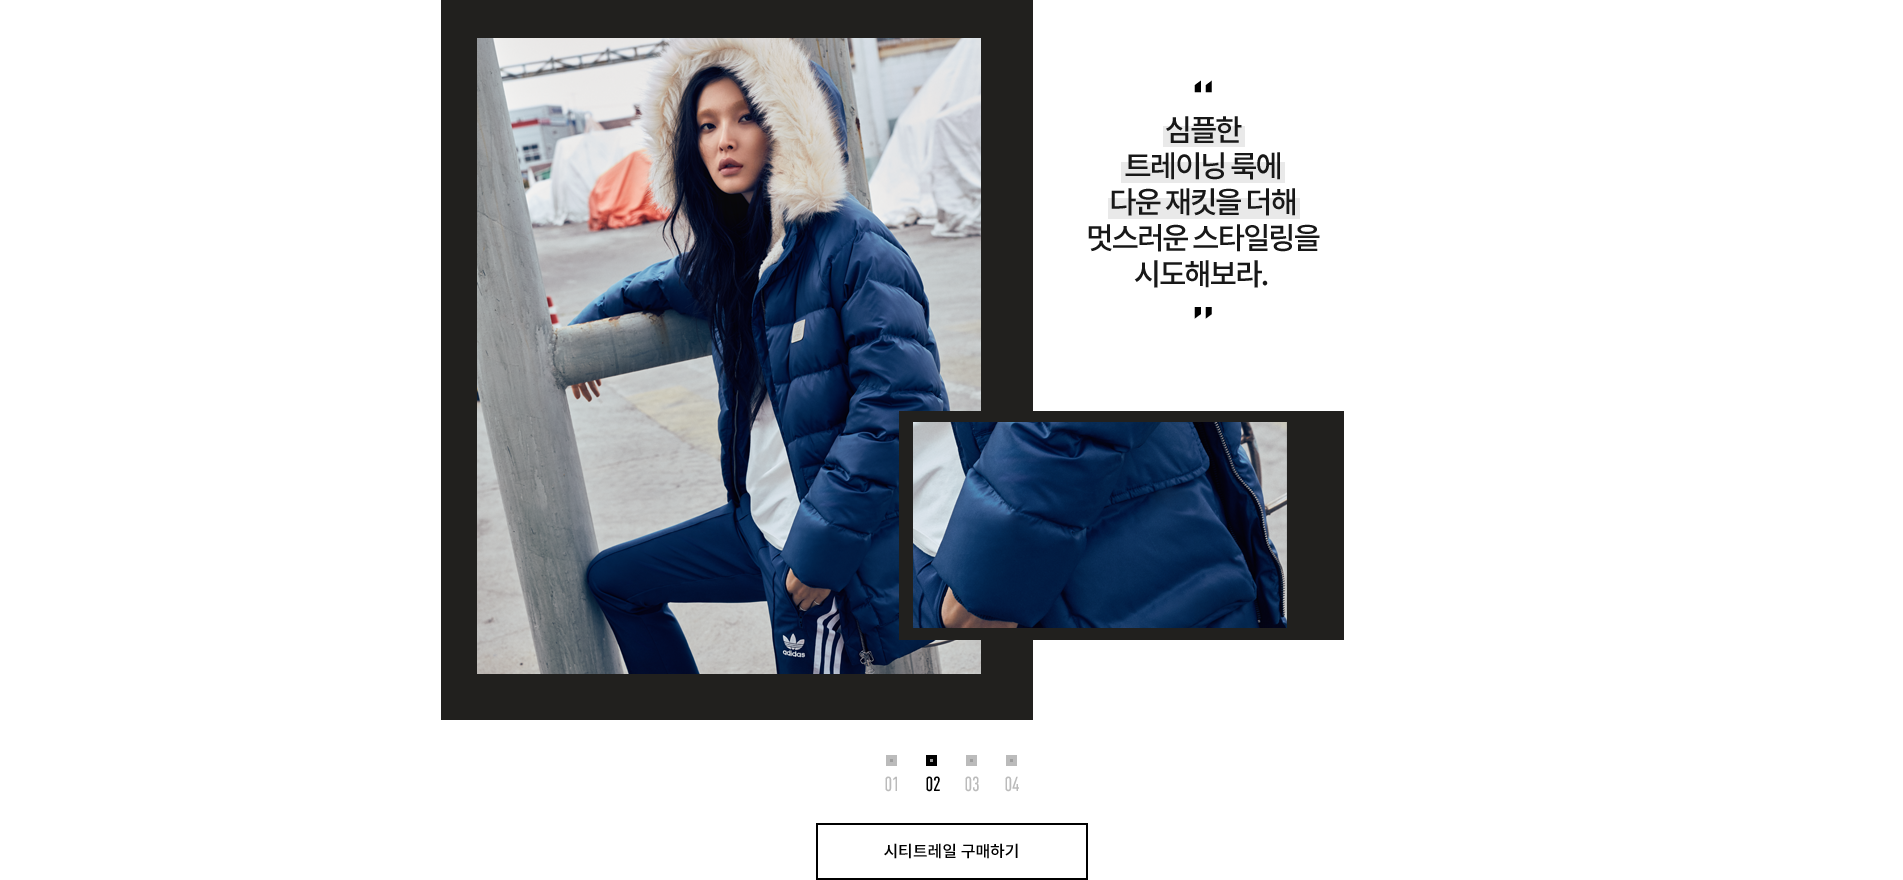 심플한
트레이닝 룩에
다운 재킷을 더해
멋스러운 스타일링을
시도해보라.
adidas
01 02 03 04
시티트레일 구매하기